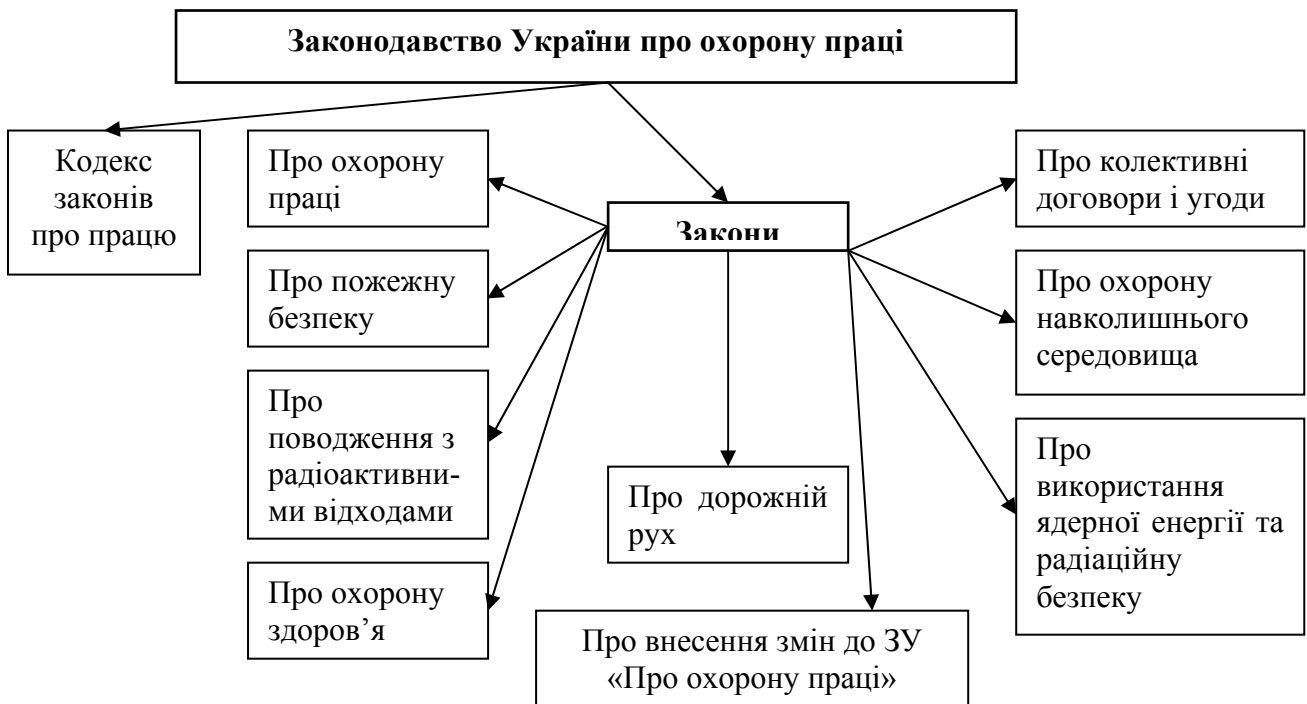 Законодавство України про охорону праці
Кодекс
законів
про працю
Про охорону
праці
Про пожежну
безпеку
Про
поводження з
радіоактивни-
ми відходами
Про охорону
здоров’я
Закони
Про дорожній
рух
Про внесення змін до ЗУ
«Про охорону праці»
Про колективні
договори і угоди
Про охорону
навколишнього
середовища
Про
використання
ядерної енергії та
радіаційну
безпеку